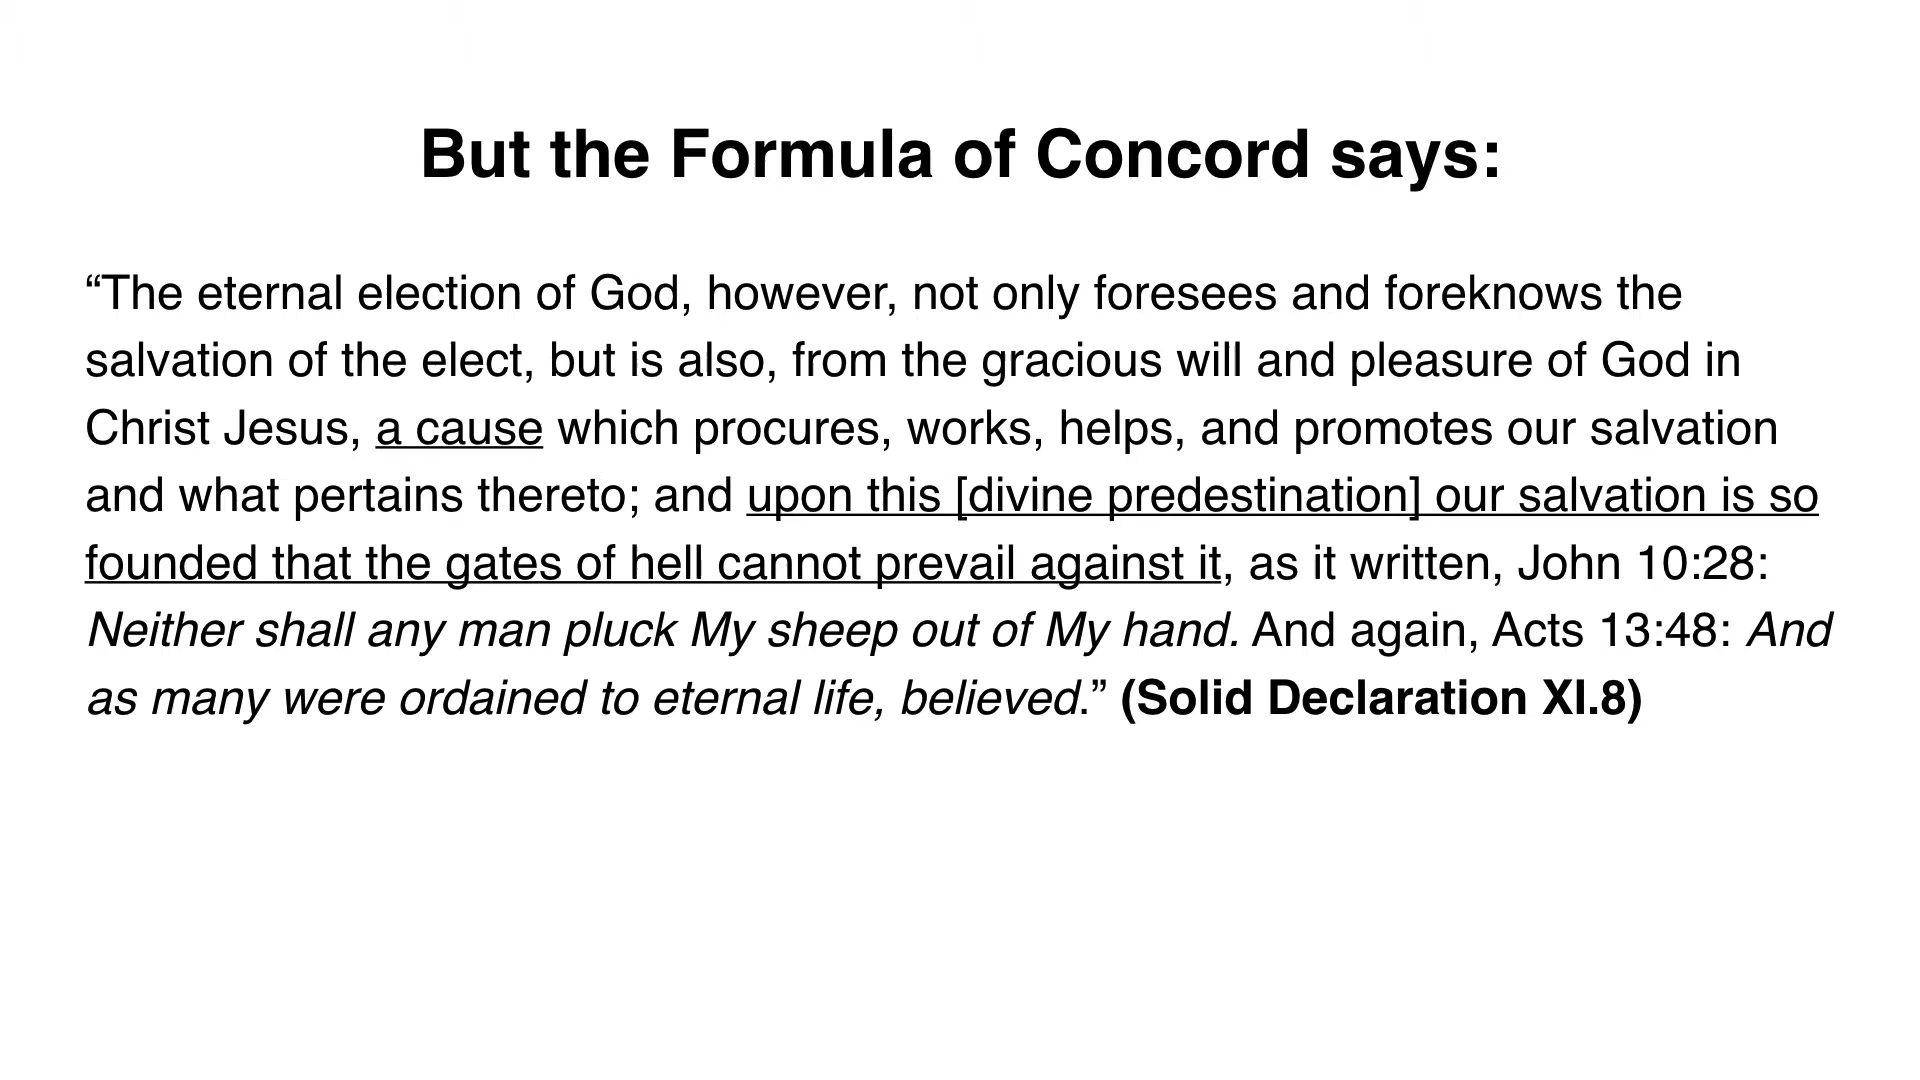 But the Formula of Concord says:
“The eternal election of God, however, not only foresees and foreknows the
salvation of the elect, but is also, from the gracious will and pleasure of God in
Christ Jesus, a cause which procures, works, helps, and promotes our salvation
and what pertains thereto; and upon this [divine predestination] our salvation is so
founded that the gates of hell cannot prevail against it, as it written, John 10:28:
Neither shall any man pluck My sheep out of My hand. And again, Acts 13:48: And
as many were ordained to eternal life, believed.” (Solid Declaration XI.8)